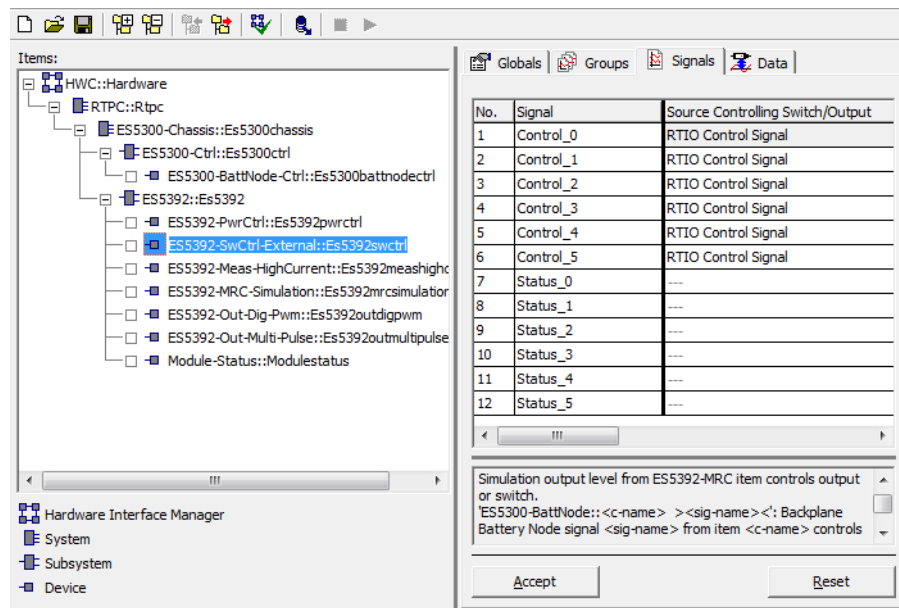 Items:
HWC::Hardware
RTPC::Rtpc
ES5300-Chassis::Es5300chassis
ES5300-Ctrl::Es5300ctrl
ES5300-BattNode-Ctrl::Es5300battnodectrl
ES5392::Es5392
ES5392-PwrCtrl::Es5392pwrctrl
ES5392-SwCtrl-External::Es5392swctrl
ES5392-Meas-HighCurrent::Es5392meashighc
ES5392-MRC-Simulation::Es5392mrcsimulation
ES5392-Out-Dig-Pwm::Es5392outdigpwm
ES5392-Out-Multi-Pulse::Es5392outmultipulse
Module-Status::Modulestatus
Hardware Interface Manager
System
Subsystem
Device
Globals Groups Signals Data
No. Signal Source Controlling Switch/Output
1 Control_0 RTIO Control Signal
2 Control_1 RTIO Control Signal
3 Control_2 RTIO Control Signal
4 Control_3 RTIO Control Signal
5 Control_4 RTIO Control Signal
6 Control_5 RTIO Control Signal
7 Status_0 ---
8 Status_1 ---
9 Status_2 ---
10 Status_3 ---
11 Status_4 ---
12 Status_5 ---
Simulation output level from ES5392-MRC item controls output
or switch.
'ES5300-BattNode::<c-name> ><sig-name><': Backplane
Battery Node signal <sig-name> from item <c-name> controls
Accept Reset